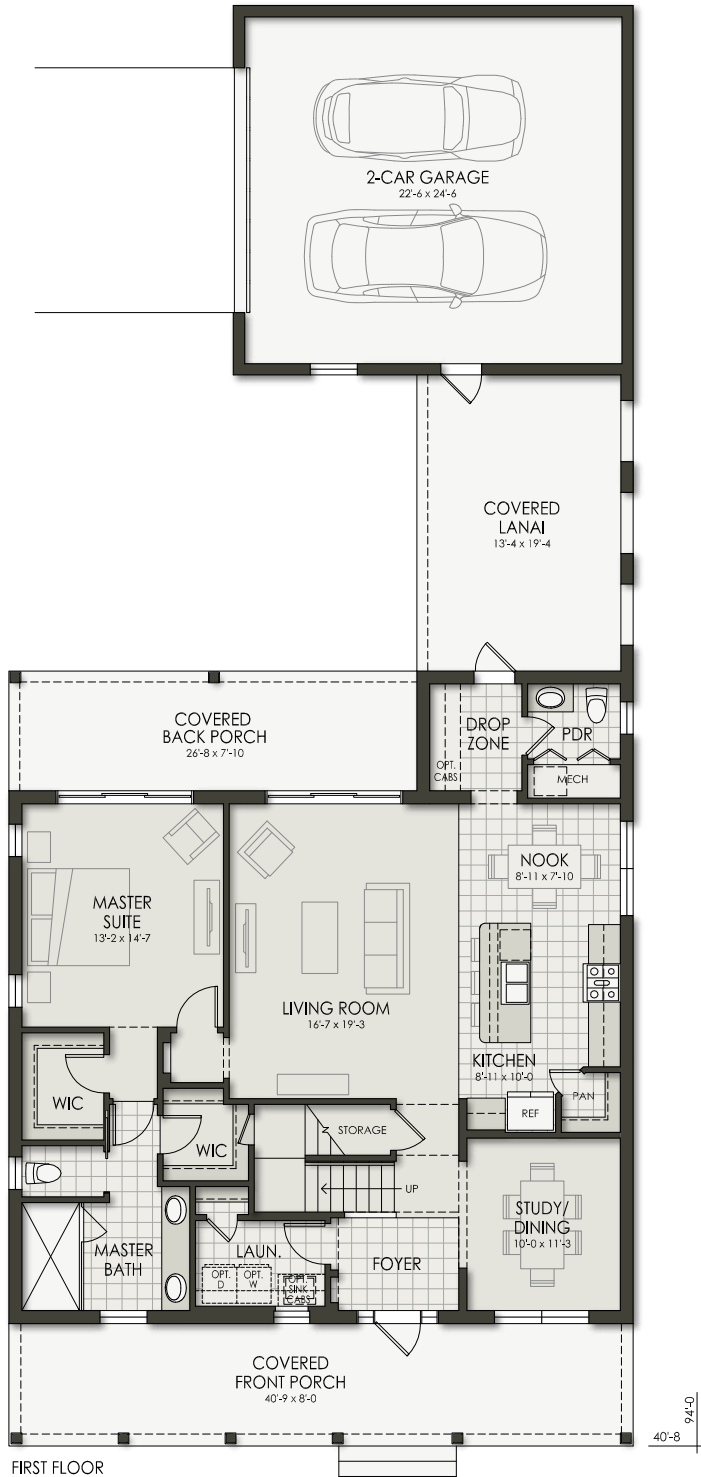 2-CAR GARAGE
22'-6 x 24'-6
COVERED
LANAI
13'-4 x 19'-4
COVERED
BACK PORCH
26'-8 x 7'-10
DROP
ZONE
PDR
OPT.
CABS
MECH
NOOK
8'-11 x 7'-10
MASTER
SUITE
13'-2 x 14'-7
LIVING ROOM
16'-7 x 19'-3
KITCHEN
8'-11 x 10'-0
WIC
PAN
REF
STORAGE
WIC
UP
STUDY/
DINING
10'-0 x 11'-3
MASTER
BATH
LAUN.
FOYER
OPT.
D
OPT.
W
OPT.
SINK
CABS
COVERED
FRONT PORCH
40'-9 x 8'-0
94'-0
40'-8
FIRST FLOOR